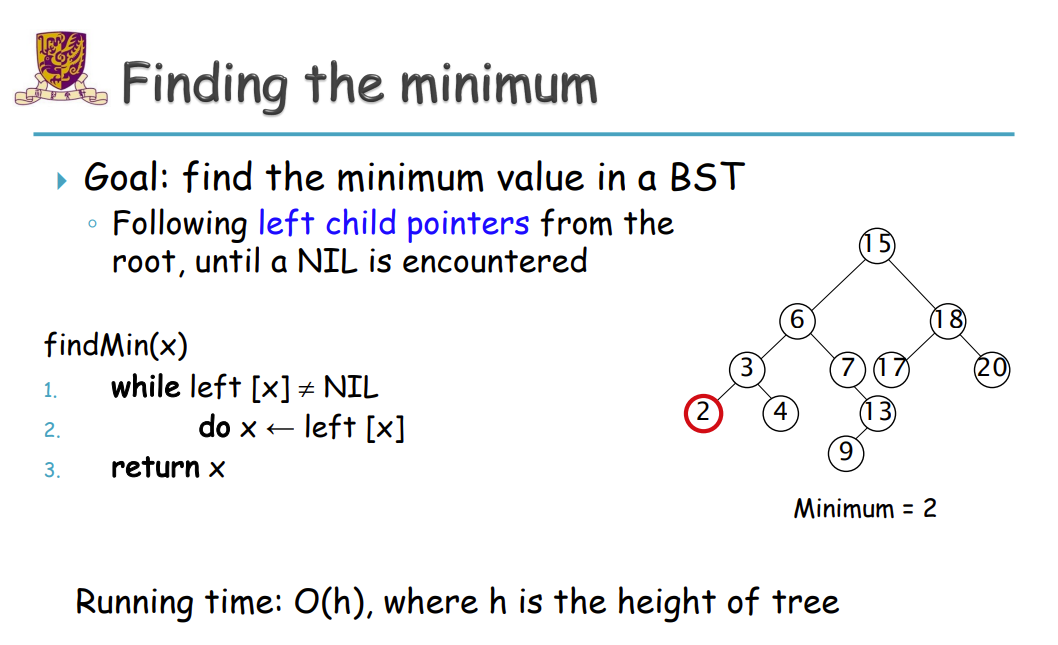 Finding the minimum
Goal: find the minimum value in a BST
Following left child pointers from the
root, until a NIL is encountered
findMin(x)
1. while left [x] ≠ NIL
2. do x ← left [x]
3. return x
15
6
18
3
7
17
20
2
4
13
9
Minimum = 2
Running time: O(h), where h is the height of tree